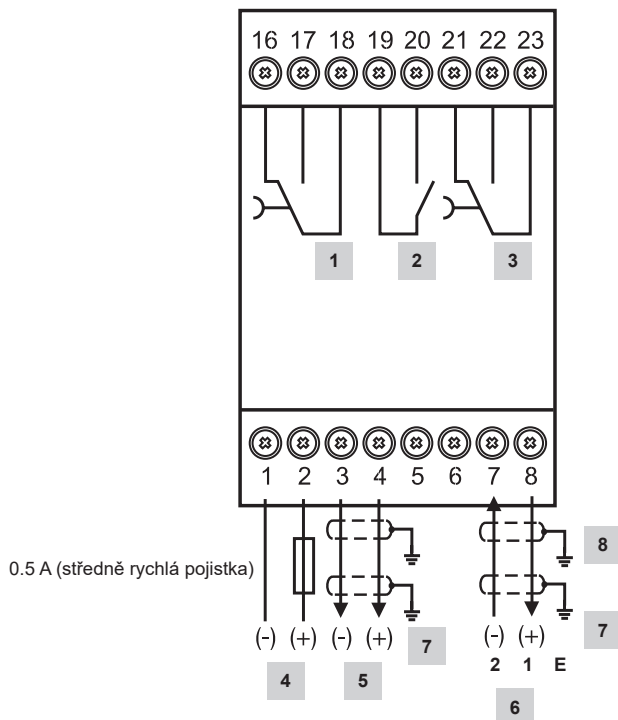 16 17 18 19 20 21 22 23
1 2 3
1 2 3 4 5 6 7 8
8
0.5 A (středně rychlá pojistka)
7 7
(-) (+) (-) (+) (-) (+)
2 1 E
4 5
6